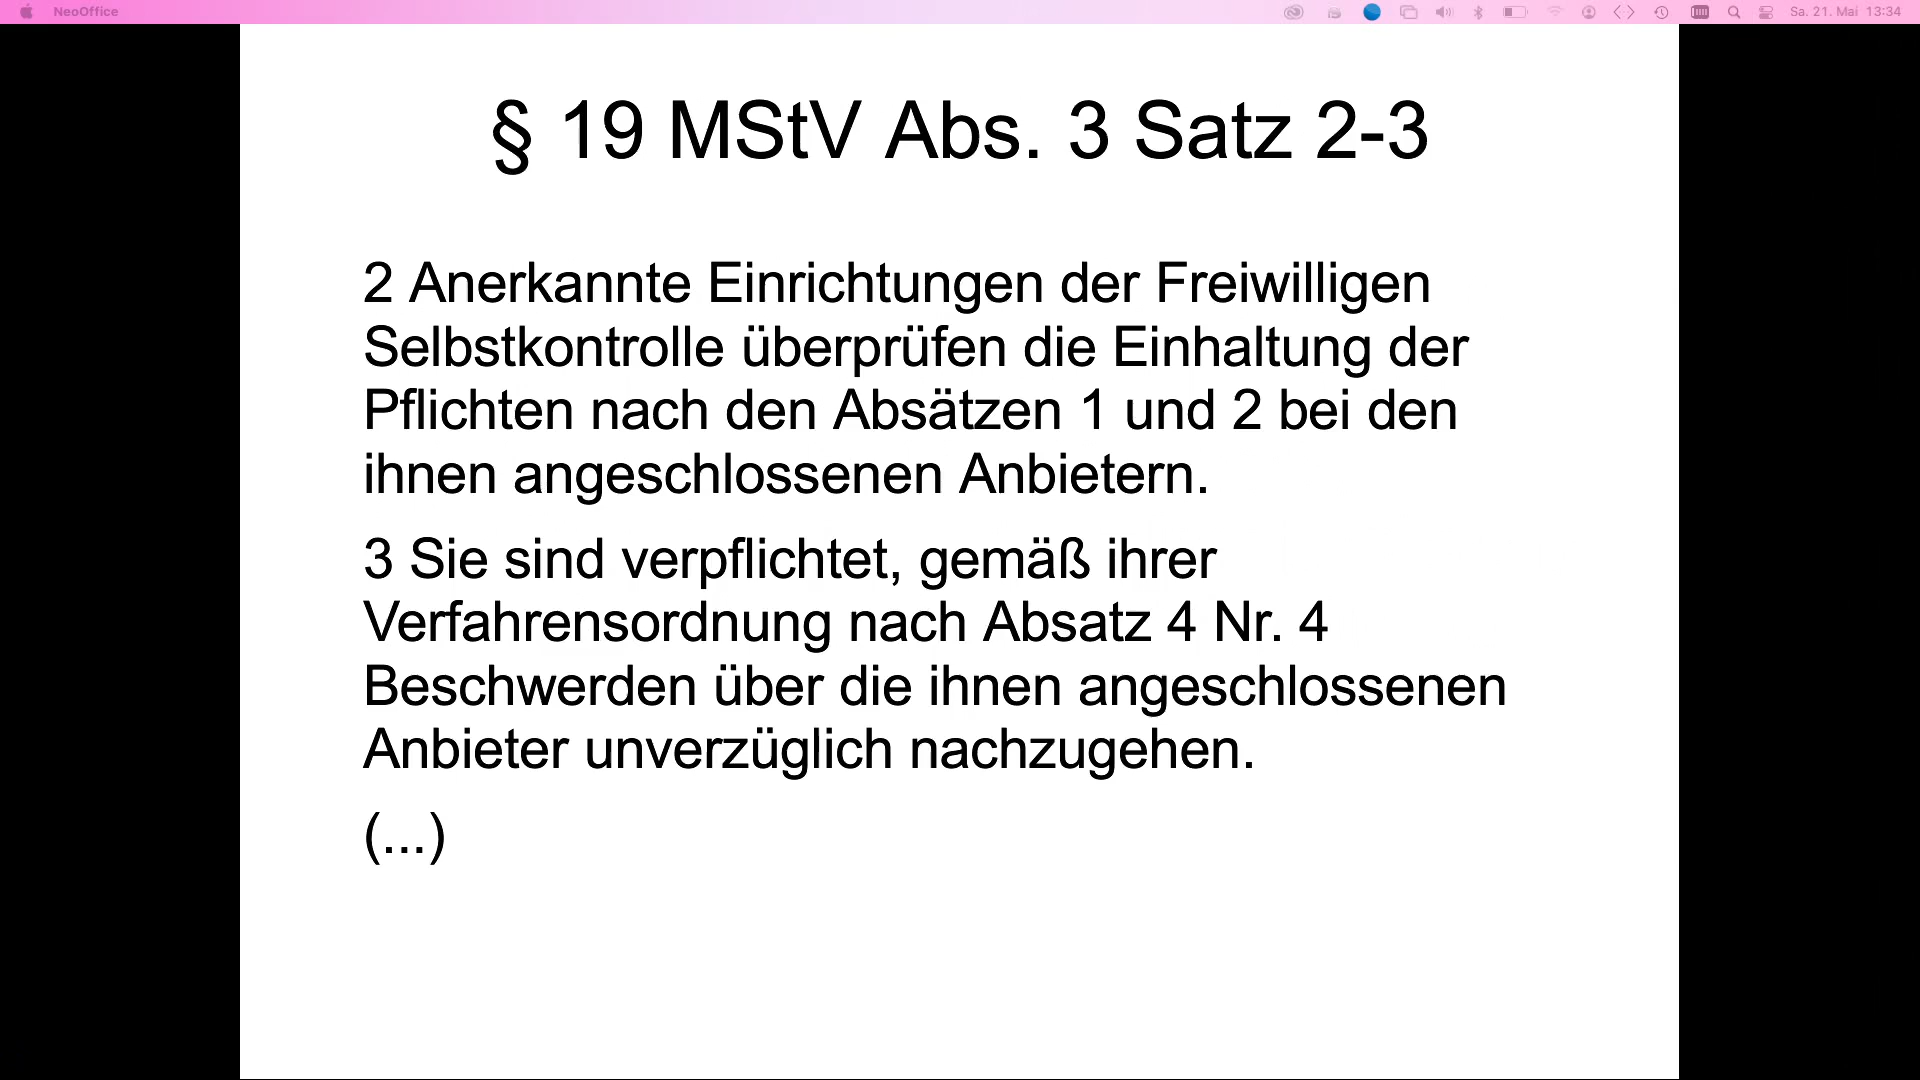 NeoOffice
Sa. 21. Mai 13:34
§ 19 MStV Abs. 3 Satz 2-3
2 Anerkannte Einrichtungen der Freiwilligen
Selbstkontrolle überprüfen die Einhaltung der
Pflichten nach den Absätzen 1 und 2 bei den
ihnen angeschlossenen Anbietern.
3 Sie sind verpflichtet, gemäß ihrer
Verfahrensordnung nach Absatz 4 Nr. 4
Beschwerden über die ihnen angeschlossenen
Anbieter unverzüglich nachzugehen.
(...)